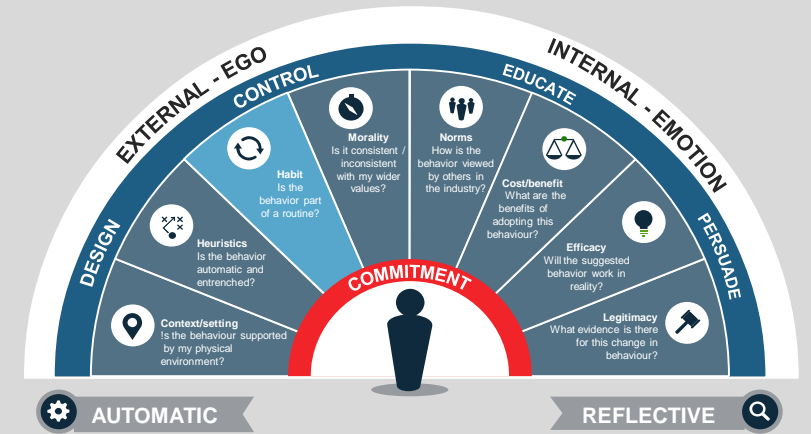 EXTERNAL - EGO
INTERNAL - EMOTION
DESIGN
CONTROL
EDUCATE
PERSUADE
Context/setting
!s the behaviour supported
by my physical
environment?
Heuristics
Is the behavior
automatic and
entrenched?
Habit
Is the
behavior part
of a routine?
Morality
Is it consistent /
inconsistent
with my wider
values?
Norms
How is the
behavior viewed
by others in
the industry?
Cost/benefit
What are the
benefits of
adopting this
behaviour?
Efficacy
Will the suggested
behavior work in
reality?
Legitimacy
What evidence is there
for this change in
behaviour?
COMMITMENT
AUTOMATIC
REFLECTIVE